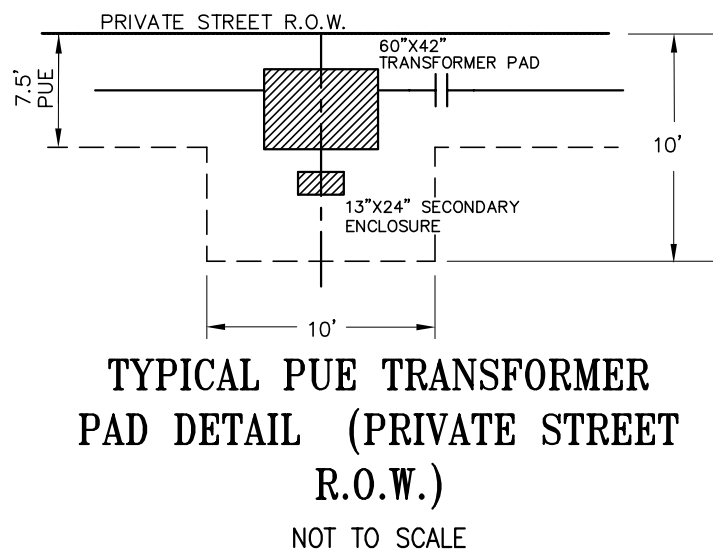 PRIVATE STREET R.O.W.
60"X42"
TRANSFORMER PAD
7.5'
PUE
10'
13"X24" SECONDARY
ENCLOSURE
10'
TYPICAL PUE TRANSFORMER
PAD DETAIL (PRIVATE STREET
R.O.W.)
NOT TO SCALE